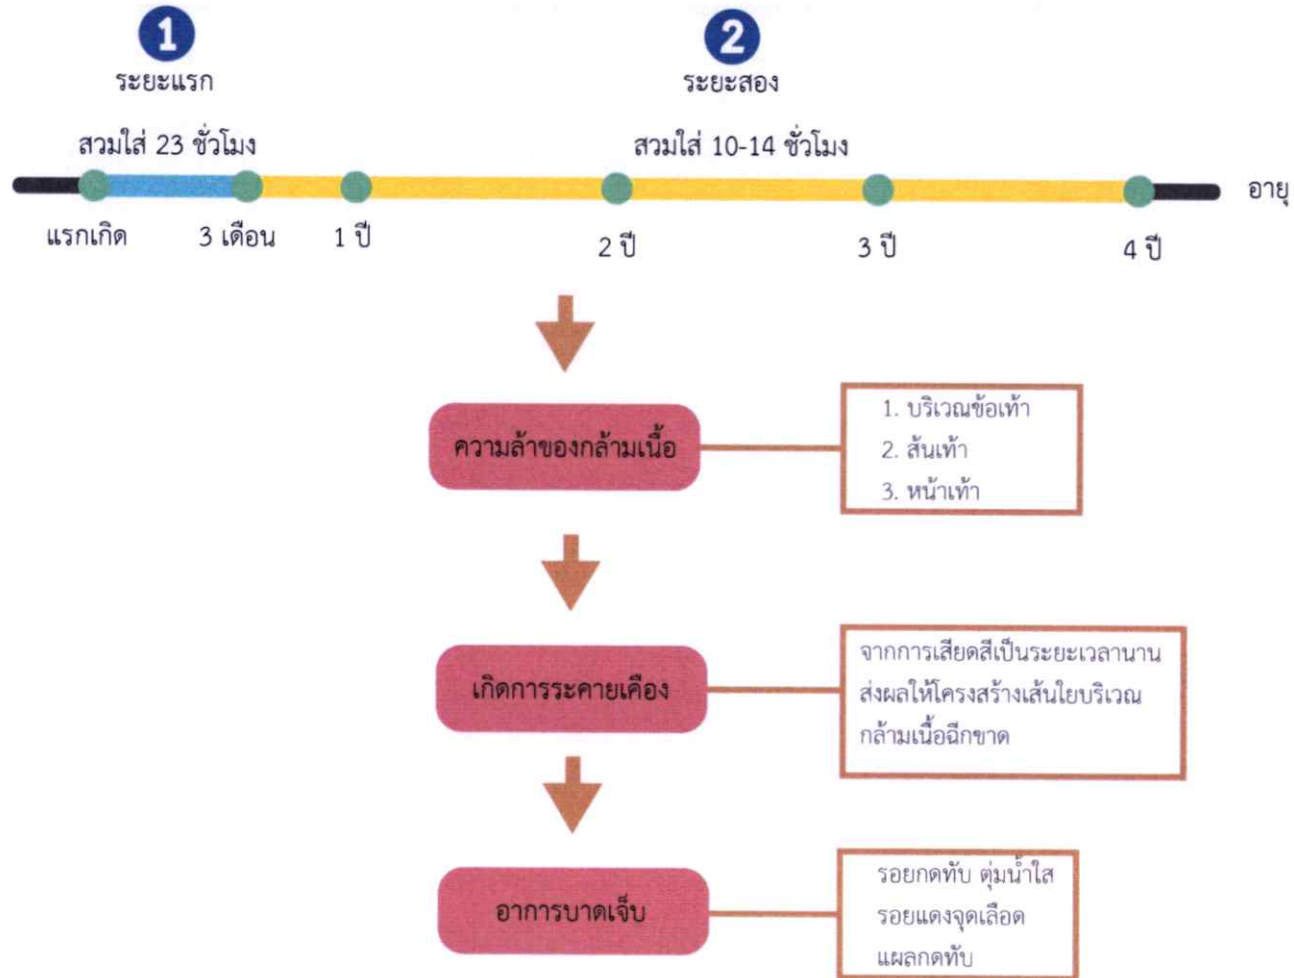 1
2
ระยะแรก
ระยะสอง
สวมใส่ 23 ชั่วโมง
สวมใส่ 10-14 ชั่วโมง
อายุ
แรกเกิด
3 เดือน
1 ปี
2 ปี
3 ปี
4 ปี
ความล้าของกล้ามเนื้อ
1. บริเวณข้อเท้า
2. ส้นเท้า
3. หน้าเท้า
เกิดการระคายเคือง
จากการเสียดสีเป็นระยะเวลานาน
ส่งผลให้โครงสร้างเส้นใยบริเวณ
กล้ามเนื้อฉีกขาด
อาการบาดเจ็บ
รอยกดทับ ตุ่มน้ำใส
รอยแดงจุดเลือด
แผลกดทับ